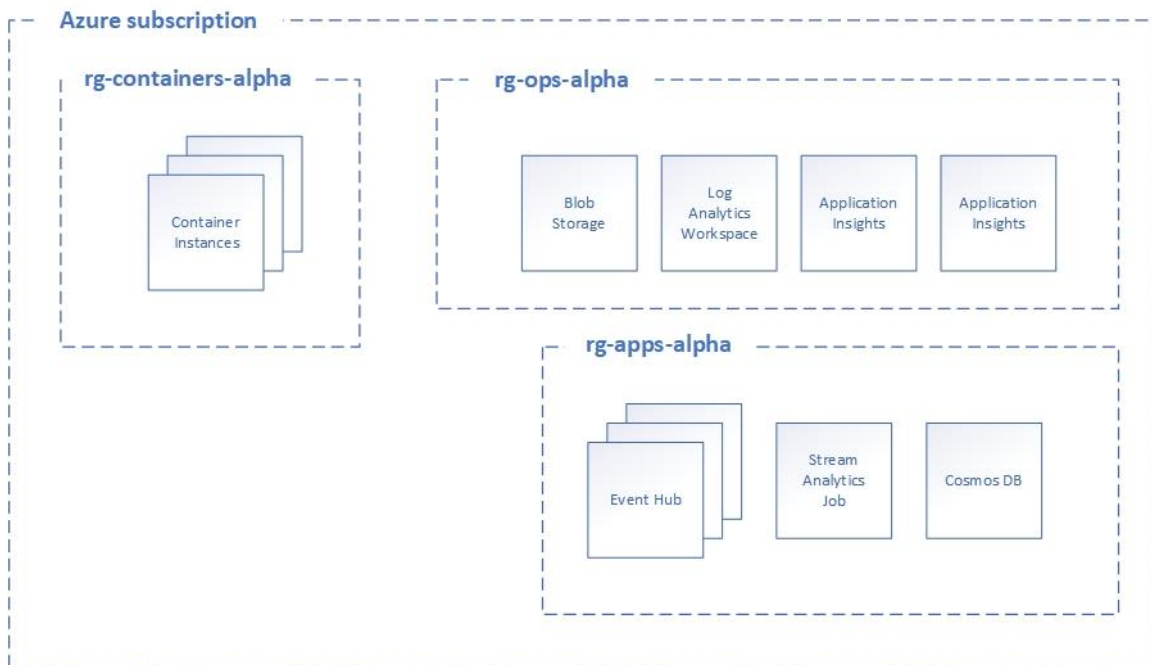 Azure subscription
rg-containers-alpha
rg-ops-alpha
Container
Instances
Blob
Storage
Log
Analytics
Workspace
Application
Insights
Application
Insights
rg-apps-alpha
Event Hub
Stream
Analytics
Job
Cosmos DB